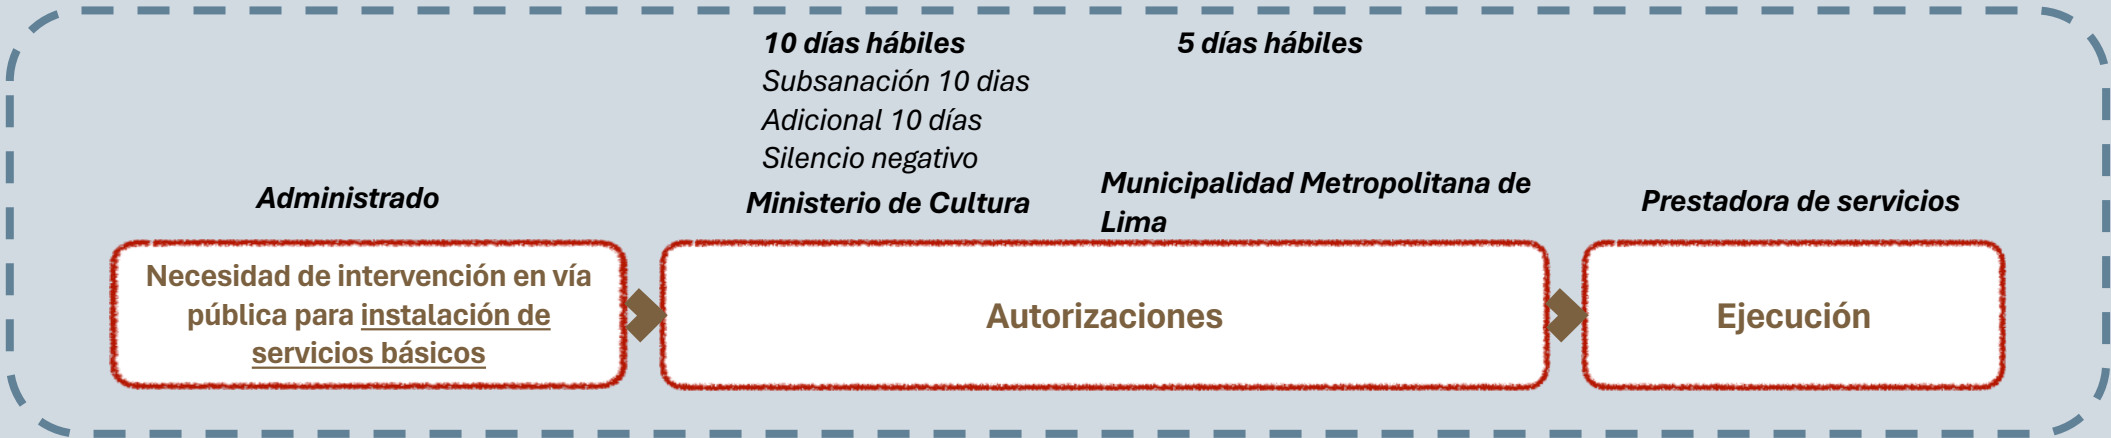 10 días hábiles
Subsanación 10 dias
Adicional 10 días
Silencio negativo
5 días hábiles
Administrado
Ministerio de Cultura
Municipalidad Metropolitana de
Lima
Prestadora de servicios
Necesidad de intervención en vía
pública para instalación de
servicios básicos
Autorizaciones
Ejecución